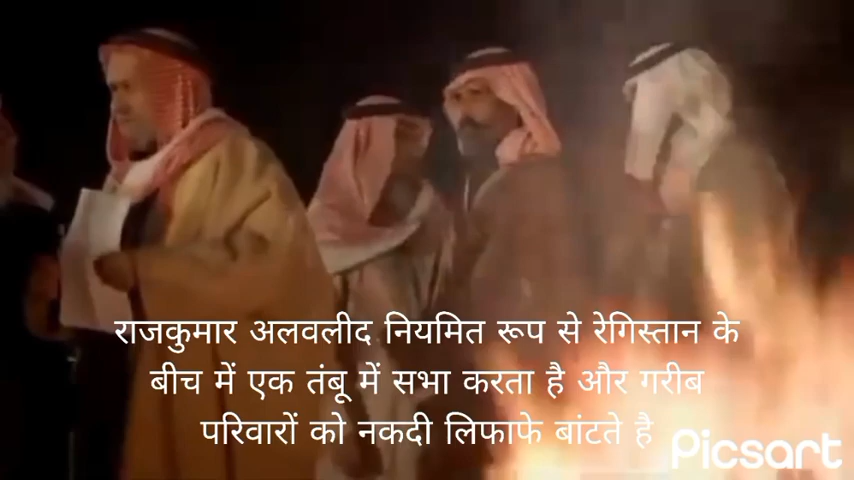 राजकुमार अलवलीद नियमित रूप से रेगिस्तान के
बीच में एक तंबू में सभा करता है और गरीब
परिवारों को नकदी लिफाफे बांटते है
Picsart